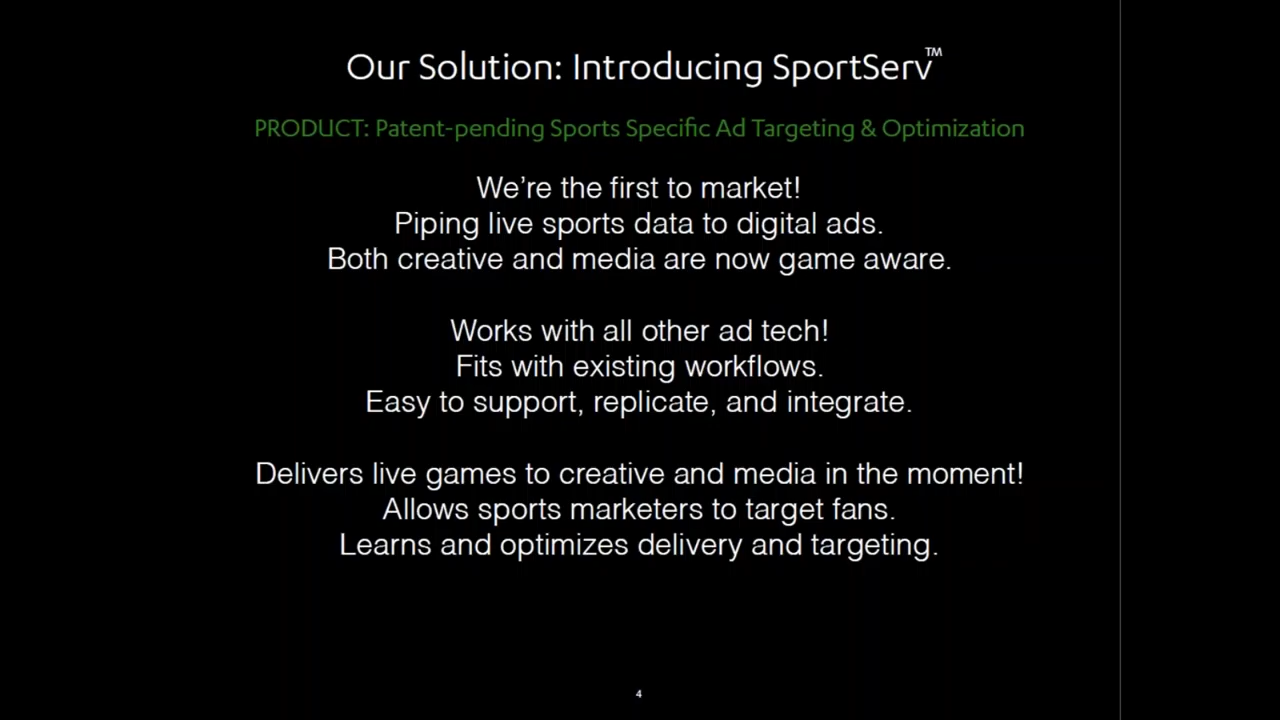 Our Solution: Introducing SportServ™
PRODUCT: Patent-pending Sports Specific Ad Targeting & Optimization
We’re the first to market!
Piping live sports data to digital ads.
Both creative and media are now game aware.
Works with all other ad tech!
Fits with existing workflows.
Easy to support, replicate, and integrate.
Delivers live games to creative and media in the moment!
Allows sports marketers to target fans.
Learns and optimizes delivery and targeting.
4